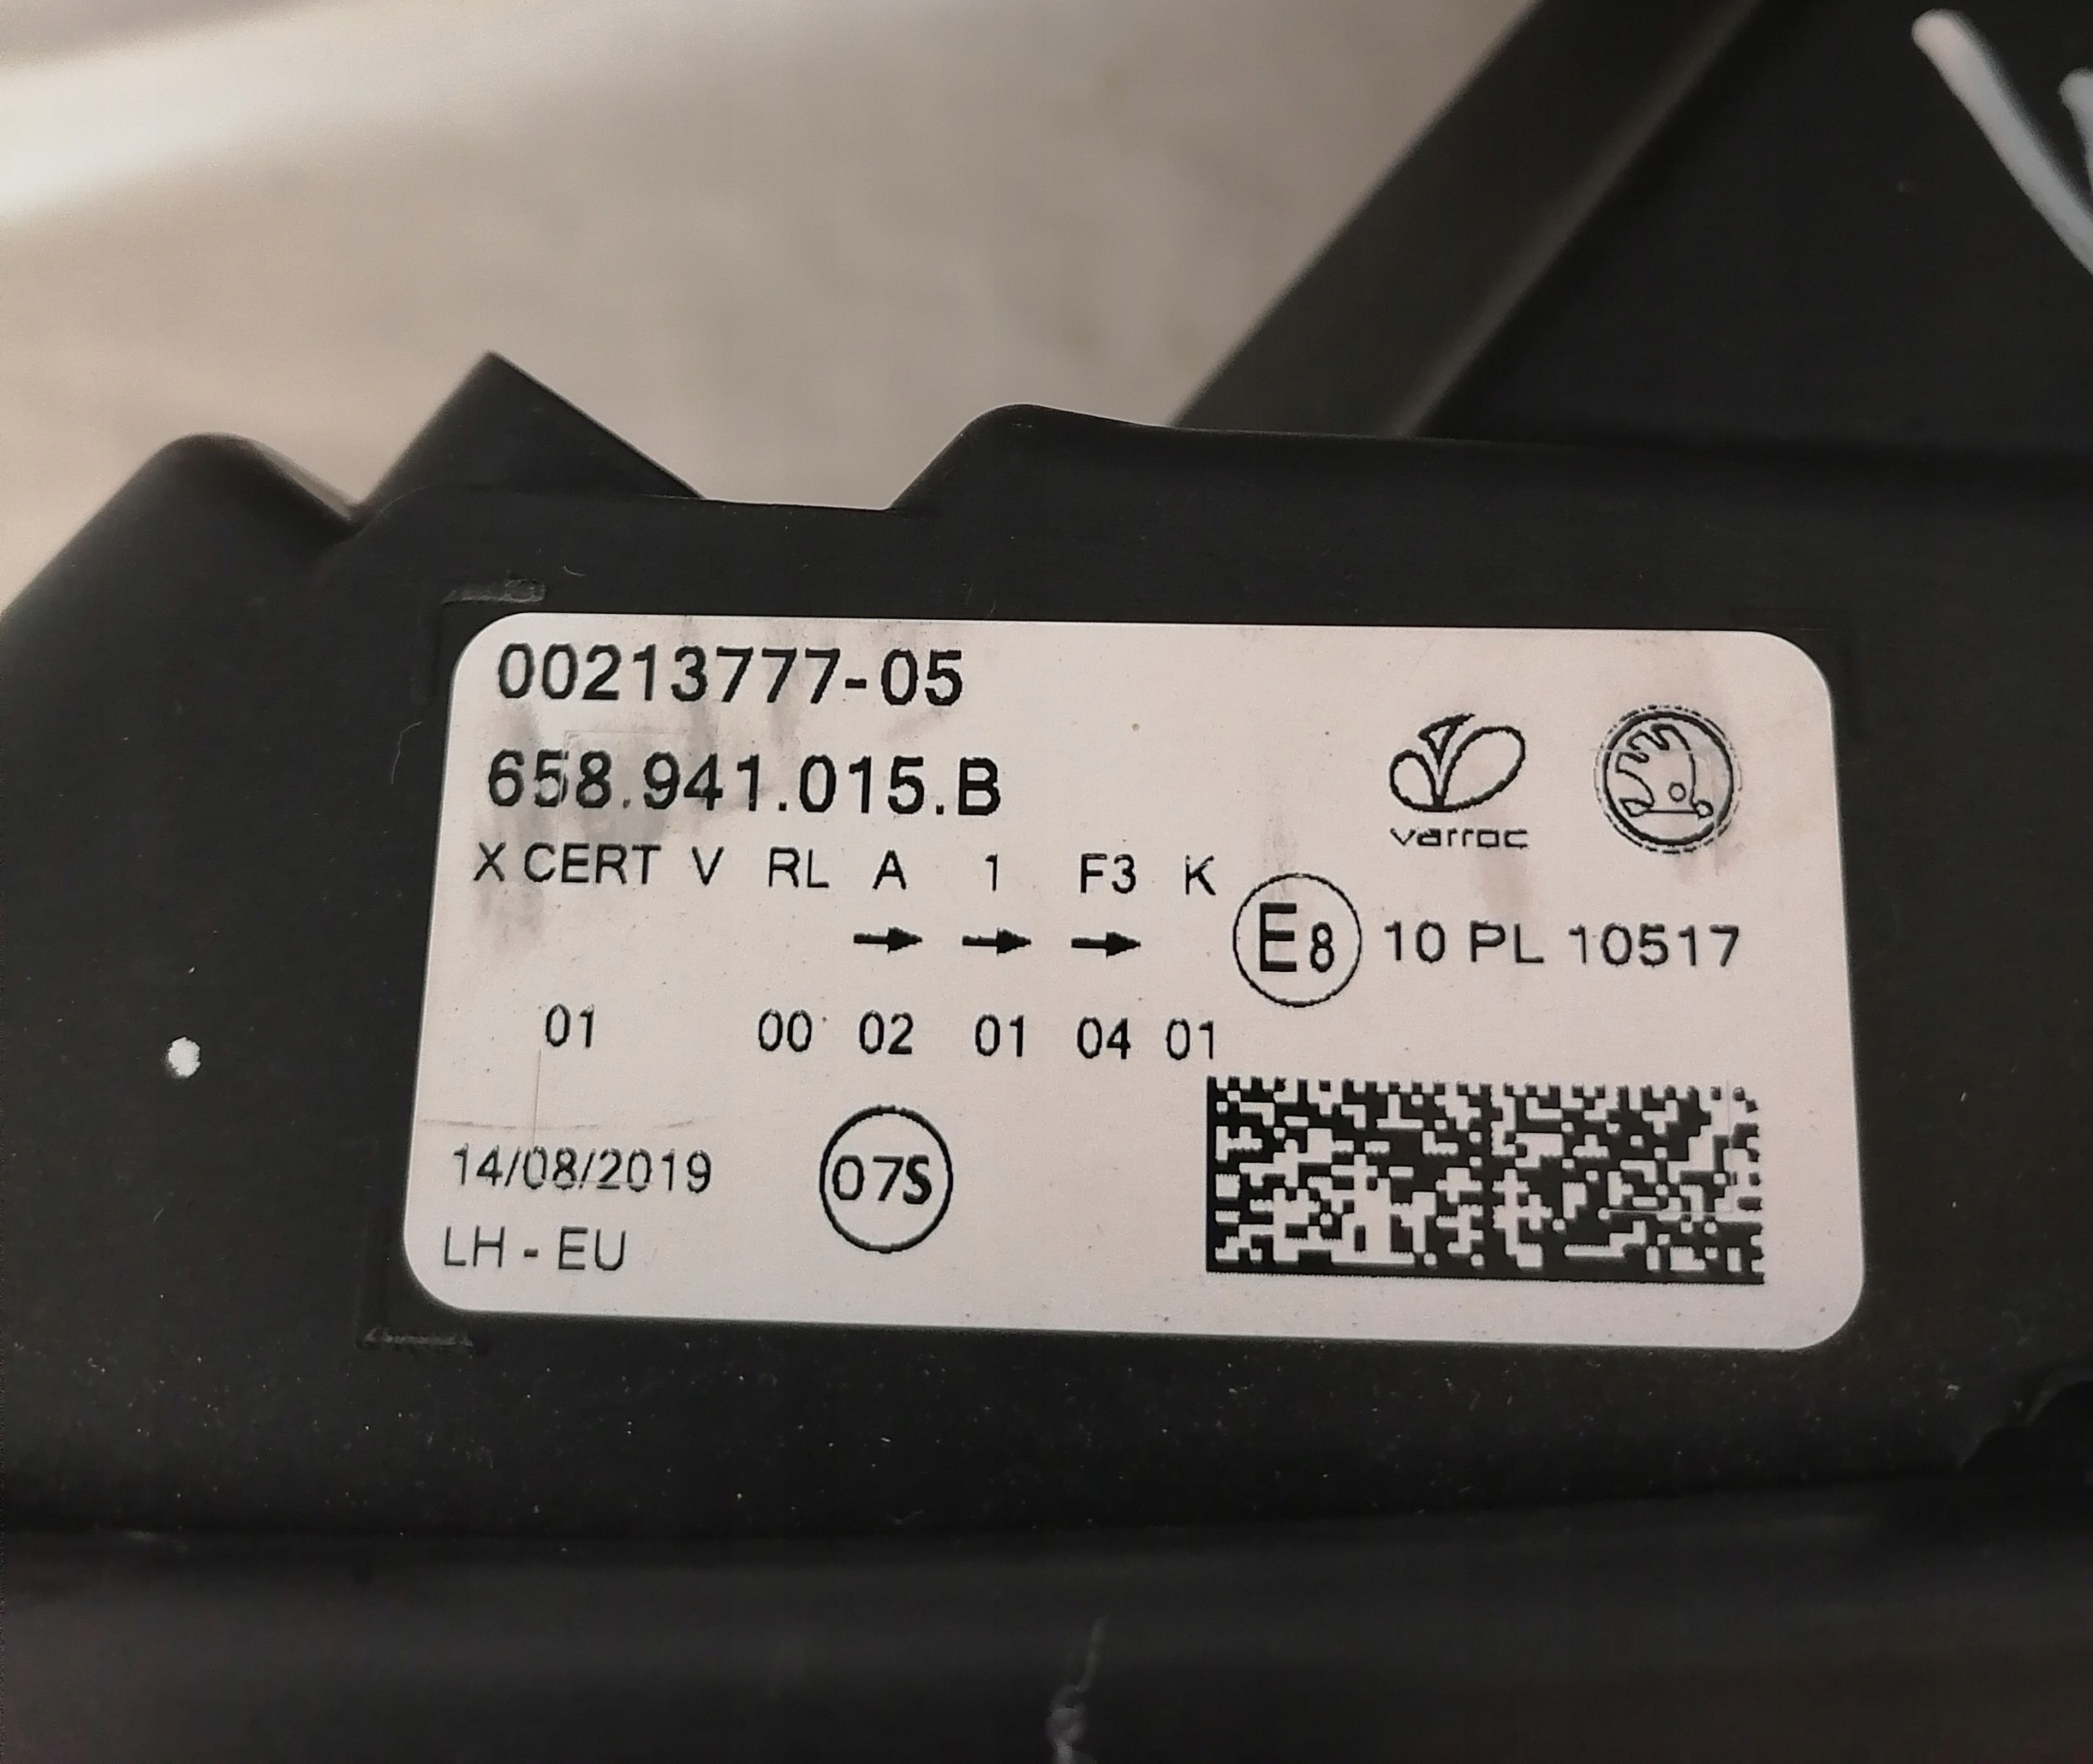 00213777-05
658.941.015.B
varroc
X CERT V RL A 1 F3 K
→ → →
E8 10 PL 10517
01 00 02 01 04 01
14/08/2019
07S
LH - EU